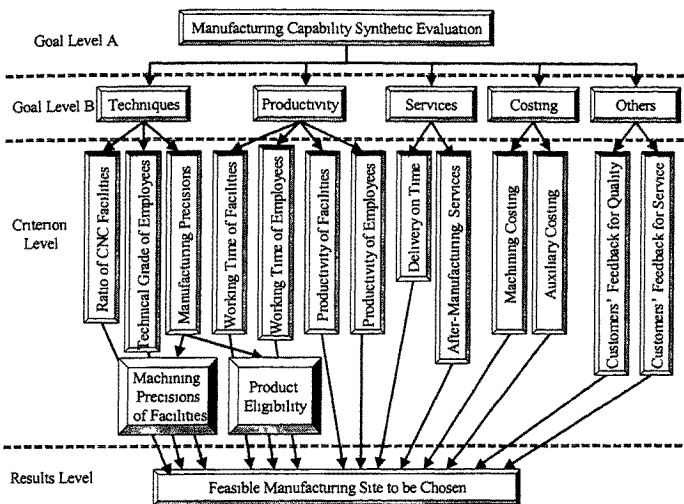 Goal Level A
Manufacturing Capability Synthetic Evaluation
Goal Level B
Techniques
Productivity
Services
Costing
Others
Criterion
Level
Ratio of CNC Facilities
Technical Grade of Employees
Manufacturing Precisions
Working Time of Facilities
Working Time of Employees
Productivity of Facilities
Productivity of Employees
Delivery on Time
After-Manufacturing Services
Machining Costing
Auxiliary Costing
Customers' Feedback for Quality
Customers' Feedback for Service
Machining
Precisions
of Facilities
Product
Eligibility
Results Level
Feasible Manufacturing Site to be Chosen